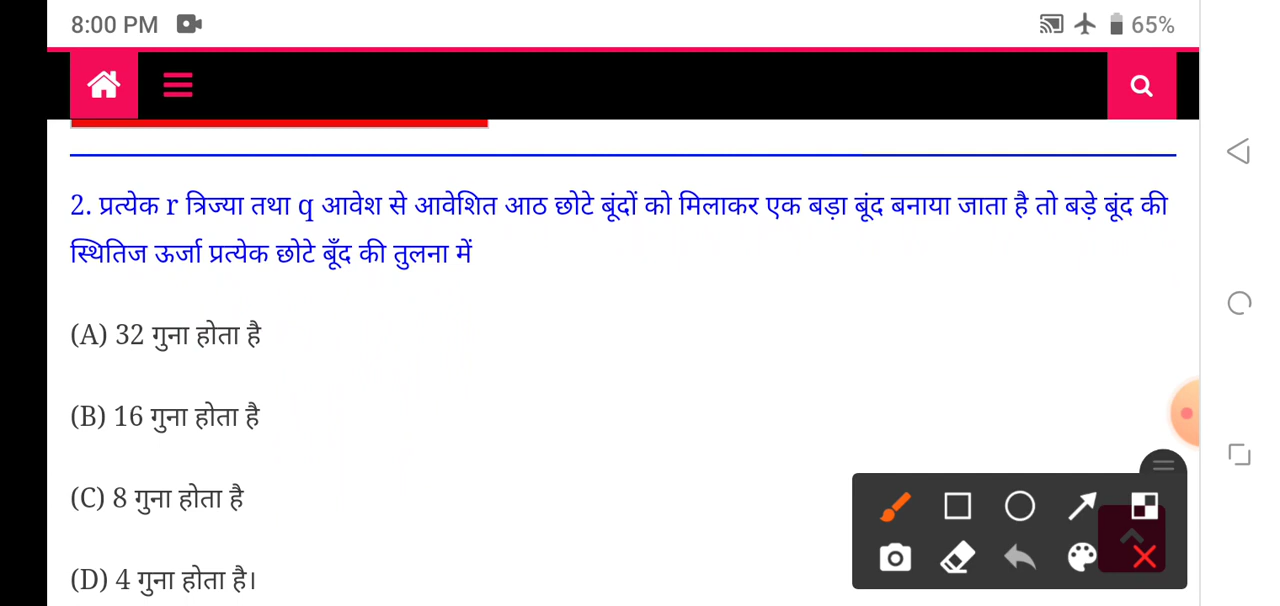 8:00 PM 65%
2. प्रत्येक r त्रिज्या तथा q आवेश से आवेशित आठ छोटे बूंदों को मिलाकर एक बड़ा बूंद बनाया जाता है तो बड़े बूंद की
स्थितिज ऊर्जा प्रत्येक छोटे बूँद की तुलना में
(A) 32 गुना होता है
(B) 16 गुना होता है
(C) 8 गुना होता है
(D) 4 गुना होता है।